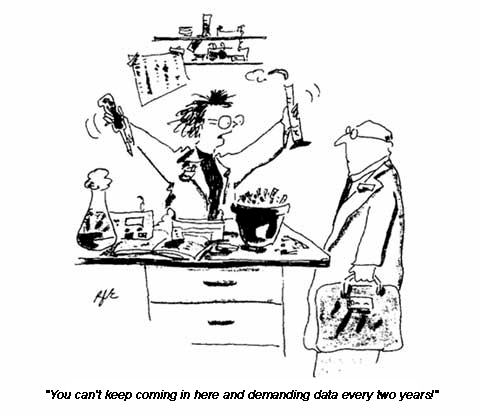 "You can't keep coming in here and demanding data every two years!"